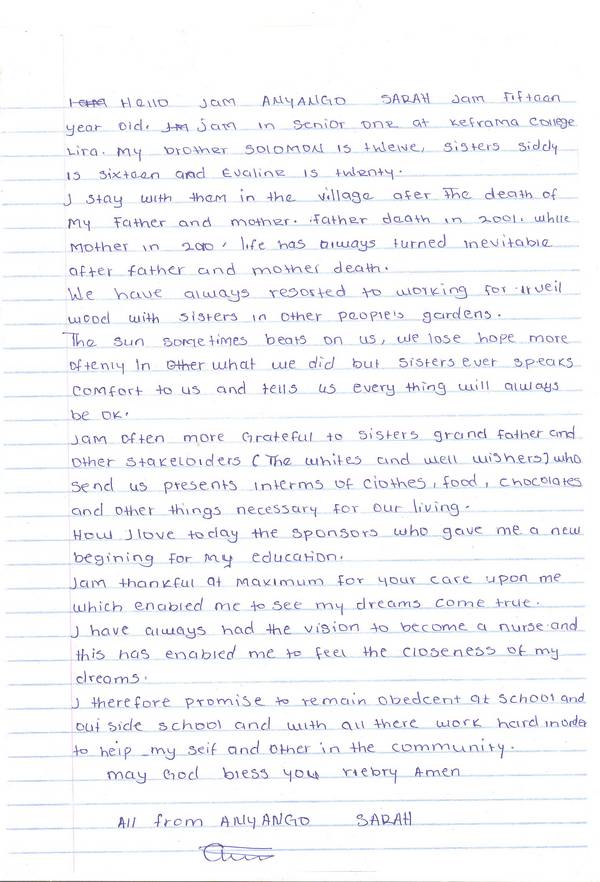 Hello Jam ANYANGO SARAH Jam fiftaan
year old. Jam in senior one at Keframa College
Lira. My brother SOLOMON is twelve, sisters siddy
is sixteen and Evaline is twenty.
J stay with them in the village afer The death of
My Father and mother. Father death in 2001. while
Mother in 2010, life has always turned inevitable
after father and mother death.
We have always resorted to working for
wood with sisters in other people's gardens.
The sun sometimes beats on us, we lose hope more
oftenly in other what we did but sisters ever speaks
comfort to us and tells us every thing will always
be ok.
Jam often more Grateful to sisters grand father and
other stakeloiders (The whites and well wishers) who
send us presents interms of clothes, food, chocolates
and other things necessary for our living.
How J love today the sponsors who gave me a new
begining for my education.
Jam thankful at Maximum for your care upon me
which enabled me to see my dreams come true.
J have always had the vision to become a nurse and
this has enabled me to feel the closeness of my
dreams.
J therefore promise to remain obedcent at school and
out side school and with all there work hard inorder
to help my self and other in the community.
may God bless you Amen
All from ANYANGO SARAH